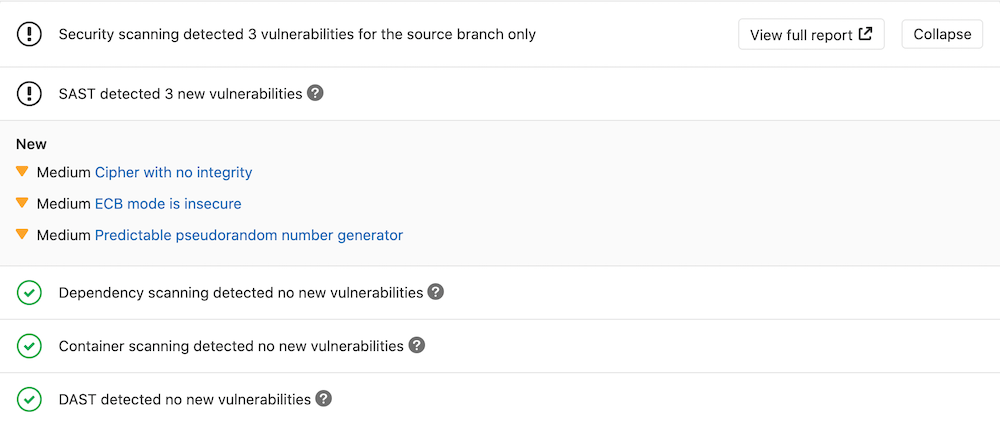 Security scanning detected 3 vulnerabilities for the source branch only View full report Collapse
SAST detected 3 new vulnerabilities ?
New
Medium Cipher with no integrity
Medium ECB mode is insecure
Medium Predictable pseudorandom number generator
Dependency scanning detected no new vulnerabilities ?
Container scanning detected no new vulnerabilities ?
DAST detected no new vulnerabilities ?